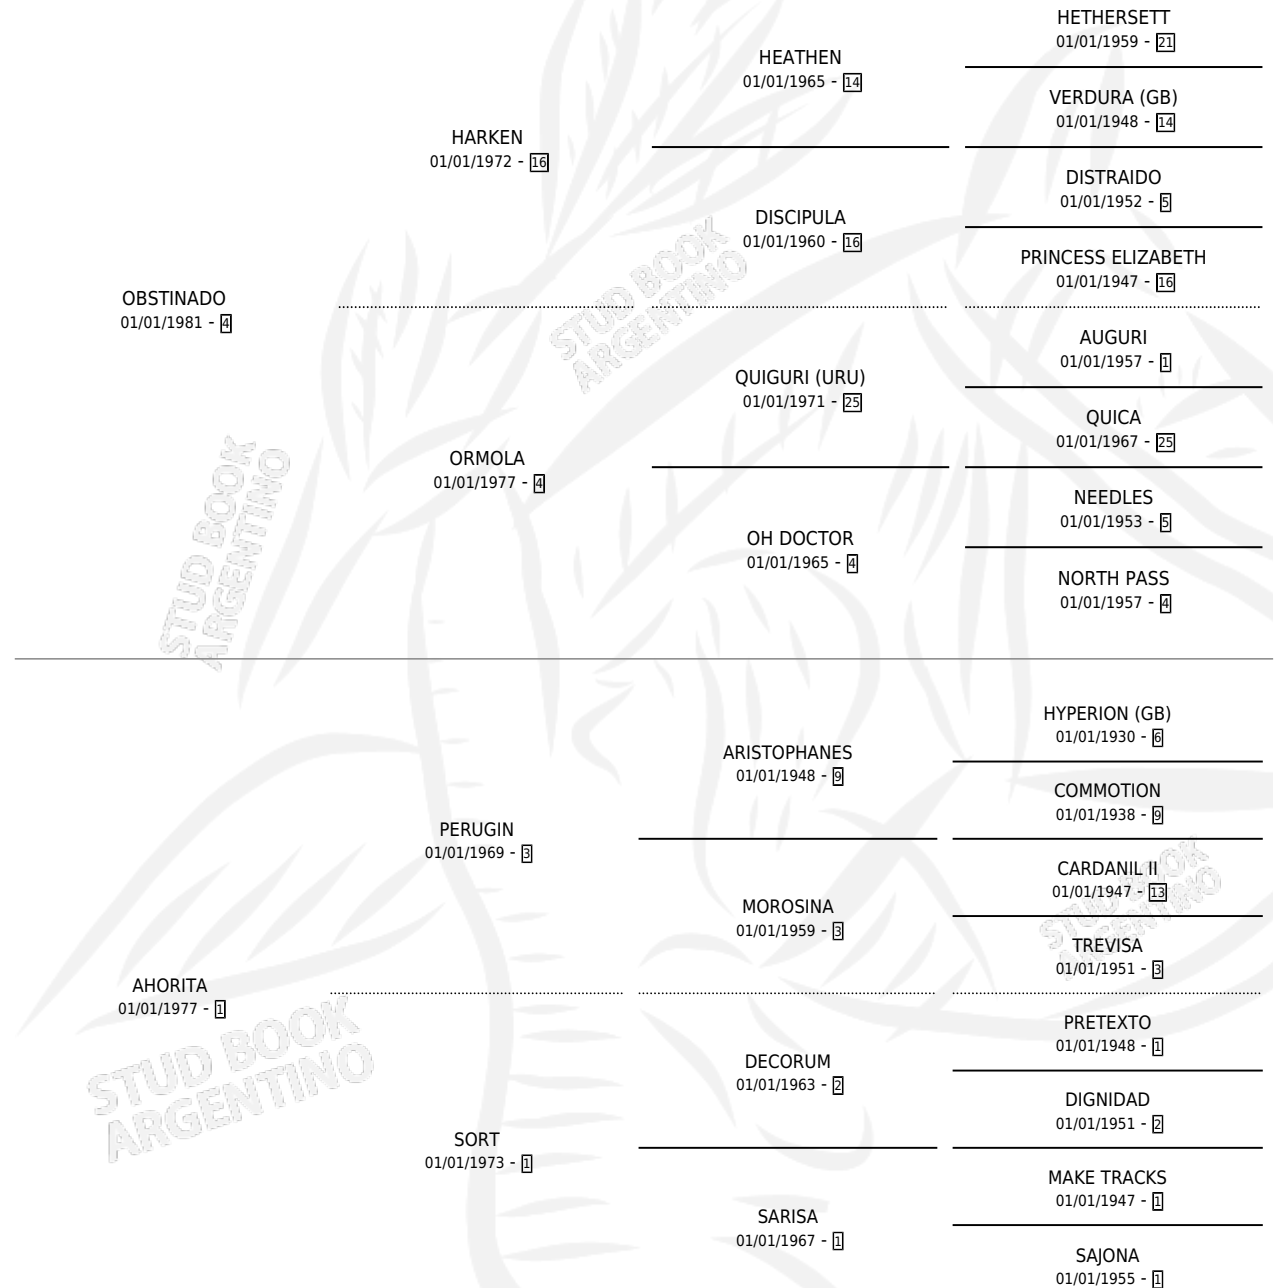 HETHERSETT
01/01/1959 - 21
HEATHEN
01/01/1965 - 14
VERDURA (GB)
01/01/1948 - 14
HARKEN
01/01/1972 - 16
DISTRAIDO
01/01/1952 - 5
DISCIPULA
01/01/1960 - 16
PRINCESS ELIZABETH
01/01/1947 - 16
OBSTINADO
01/01/1981 - 4
STUD BOOK
ARGENTINO
AUGURI
01/01/1957 - 1
QUIGURI (URU)
01/01/1971 - 25
QUICA
01/01/1967 - 25
ORMOLA
01/01/1977 - 4
NEEDLES
01/01/1953 - 5
OH DOCTOR
01/01/1965 - 4
NORTH PASS
01/01/1957 - 4
STUD BOOK
ARGENTINO
HYPERION (GB)
01/01/1930 - 6
ARISTOPHANES
01/01/1948 - 9
COMMOTION
01/01/1938 - 9
PERUGIN
01/01/1969 - 3
CARDANIL II
01/01/1947 - 13
MOROSINA
01/01/1959 - 3
STUD BOOK
ARGENTINO
TREVISA
01/01/1951 - 3
AHORITA
01/01/1977 - 1
STUD BOOK
ARGENTINO
PRETEXTO
01/01/1948 - 1
DECORUM
01/01/1963 - 2
DIGNIDAD
01/01/1951 - 2
SORT
01/01/1973 - 1
MAKE TRACKS
01/01/1947 - 1
SARISA
01/01/1967 - 1
SAJONA
01/01/1955 - 1